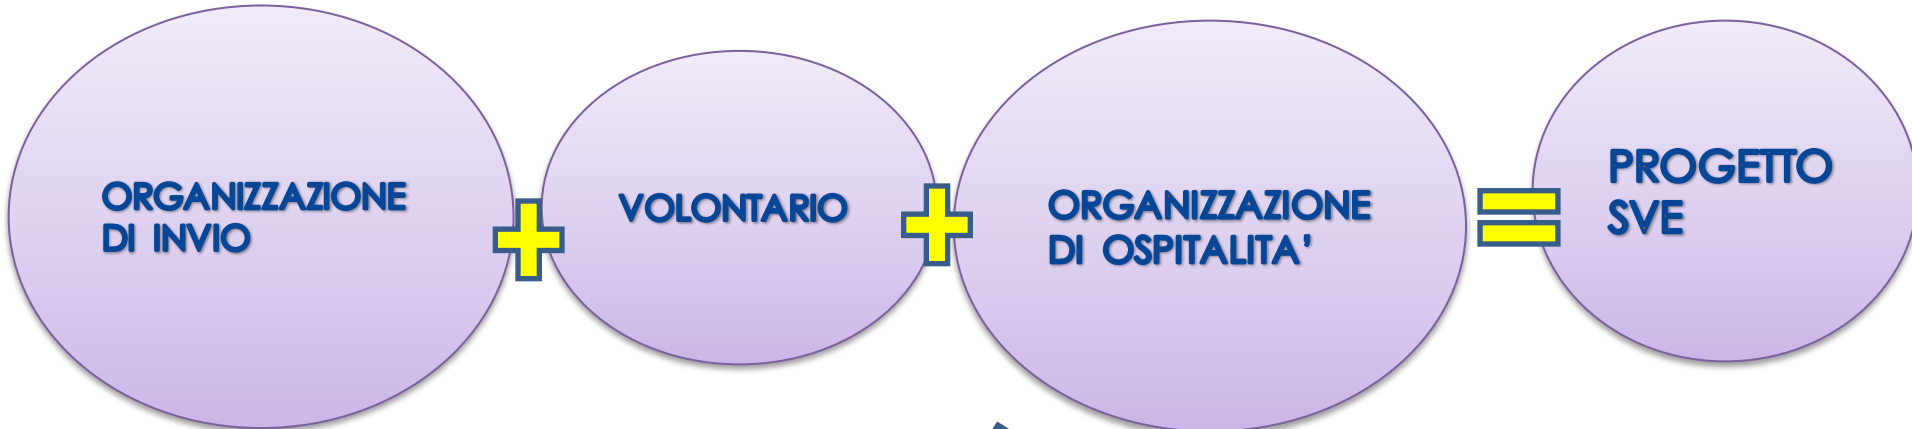 ORGANIZZAZIONE
DI INVIO
VOLONTARIO
ORGANIZZAZIONE
DI OSPITALITA’
PROGETTO
SVE